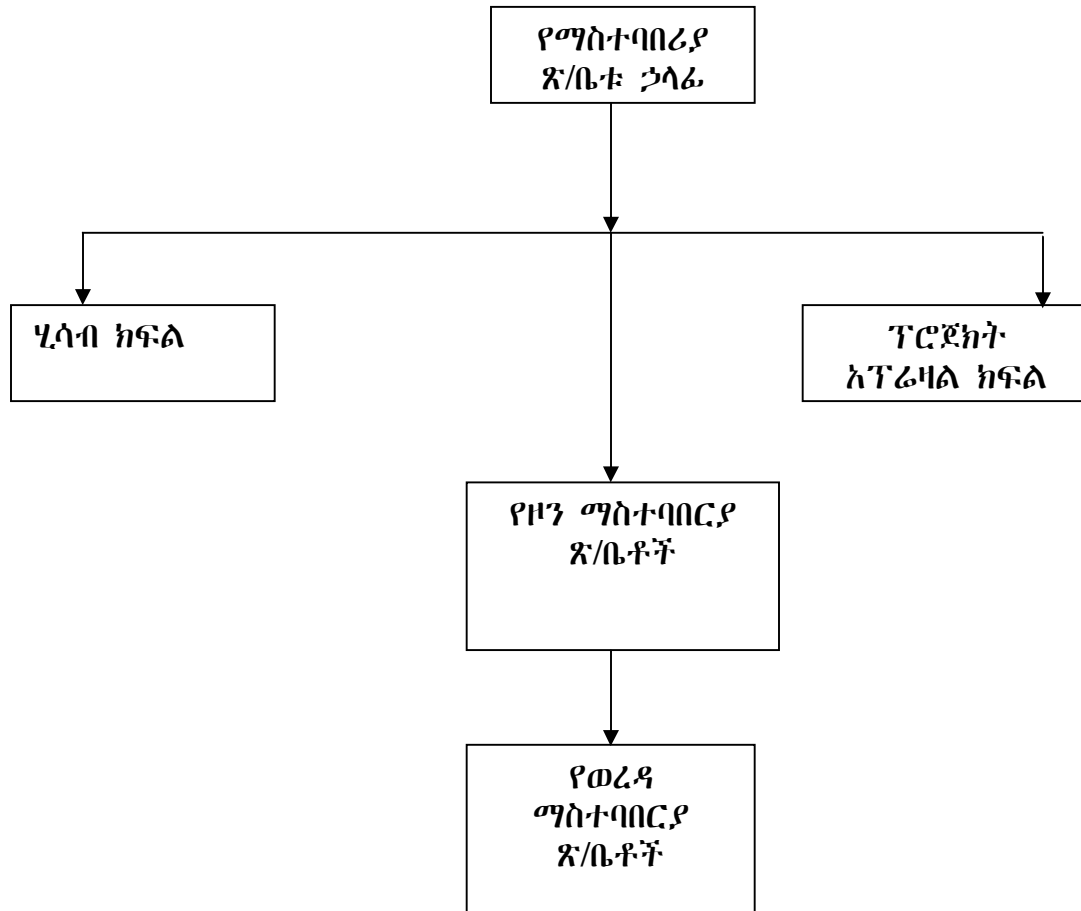 የማስተባበሪያ
ጽ/ቤቱ ኃላፊ
ሂሳብ ክፍል
ፕሮጀክት
አፕሬዛል ክፍል
የዞን ማስተባበርያ
ጽ/ቤቶች
የወረዳ
ማስተባበርያ
ጽ/ቤቶች